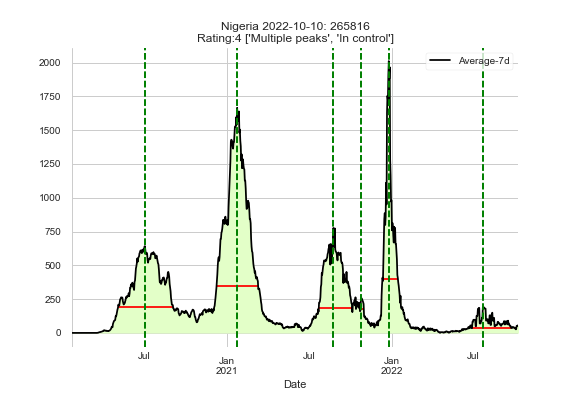 Nigeria 2022-10-10: 265816
Rating:4 ['Multiple peaks', 'In control']
Average-7d
2000
1750
1500
1250
1000
750
500
250
0
Jul
Jan
2021
Jul
Jan
2022
Jul
Date